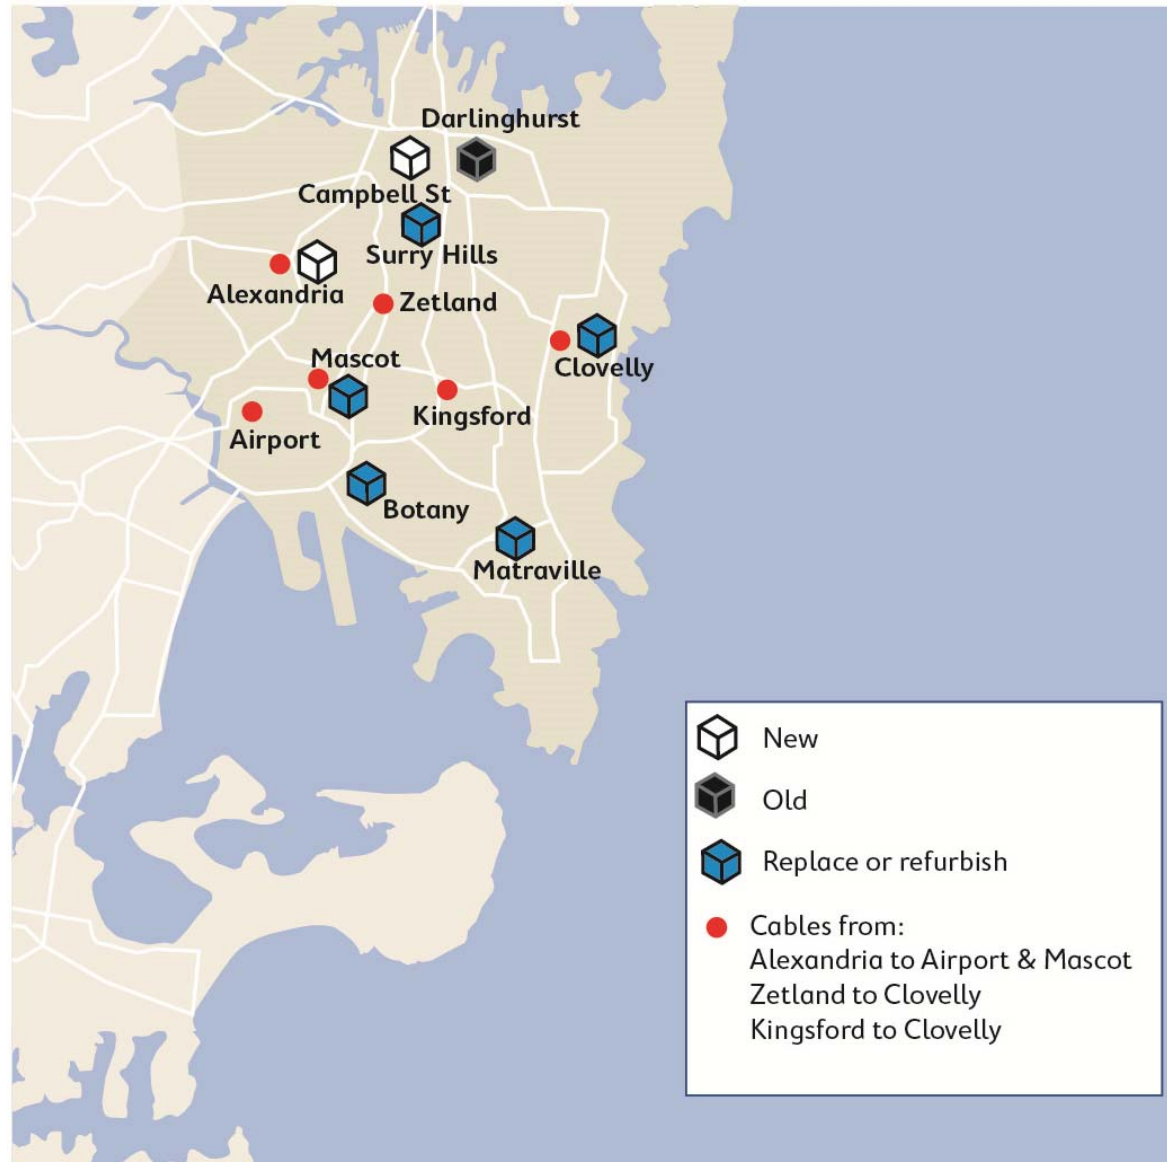 Darlinghurst
Campbell St
Surry Hills
Alexandria
Zetland
Mascot
Clovelly
Kingsford
Airport
Botany
Matraville
New
Old
Replace or refurbish
Cables from:
Alexandria to Airport & Mascot
Zetland to Clovelly
Kingsford to Clovelly